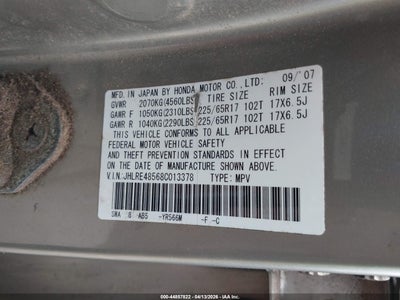 MFD. IN JAPAN BY HONDA MOTOR CO.,LTD: 09/'07
GVWR 2070KG(4560LBS) TIRE SIZE RIM SIZE
GAWR F 1050KG(2310LBS) 225/65R17 102T 17X6.5J
GAWR R 1040KG(2290LBS) 225/65R17 102T 17X6.5J
THIS VEHICLE CONFORMS TO ALL APPLICABLE
FEDERAL MOTOR VEHICLE SAFETY
AND THEFT PREVENTION STANDARDS IN EFFECT
ON THE DATE OF MANUFACTURE
SHOWN ABOVE.
V.I.N:JHLRE48568C013378 TYPE: MPV
SWA '8 ABS -YR566M -F -C
000-44857822 - 04/13/2026 - IAAI.COM